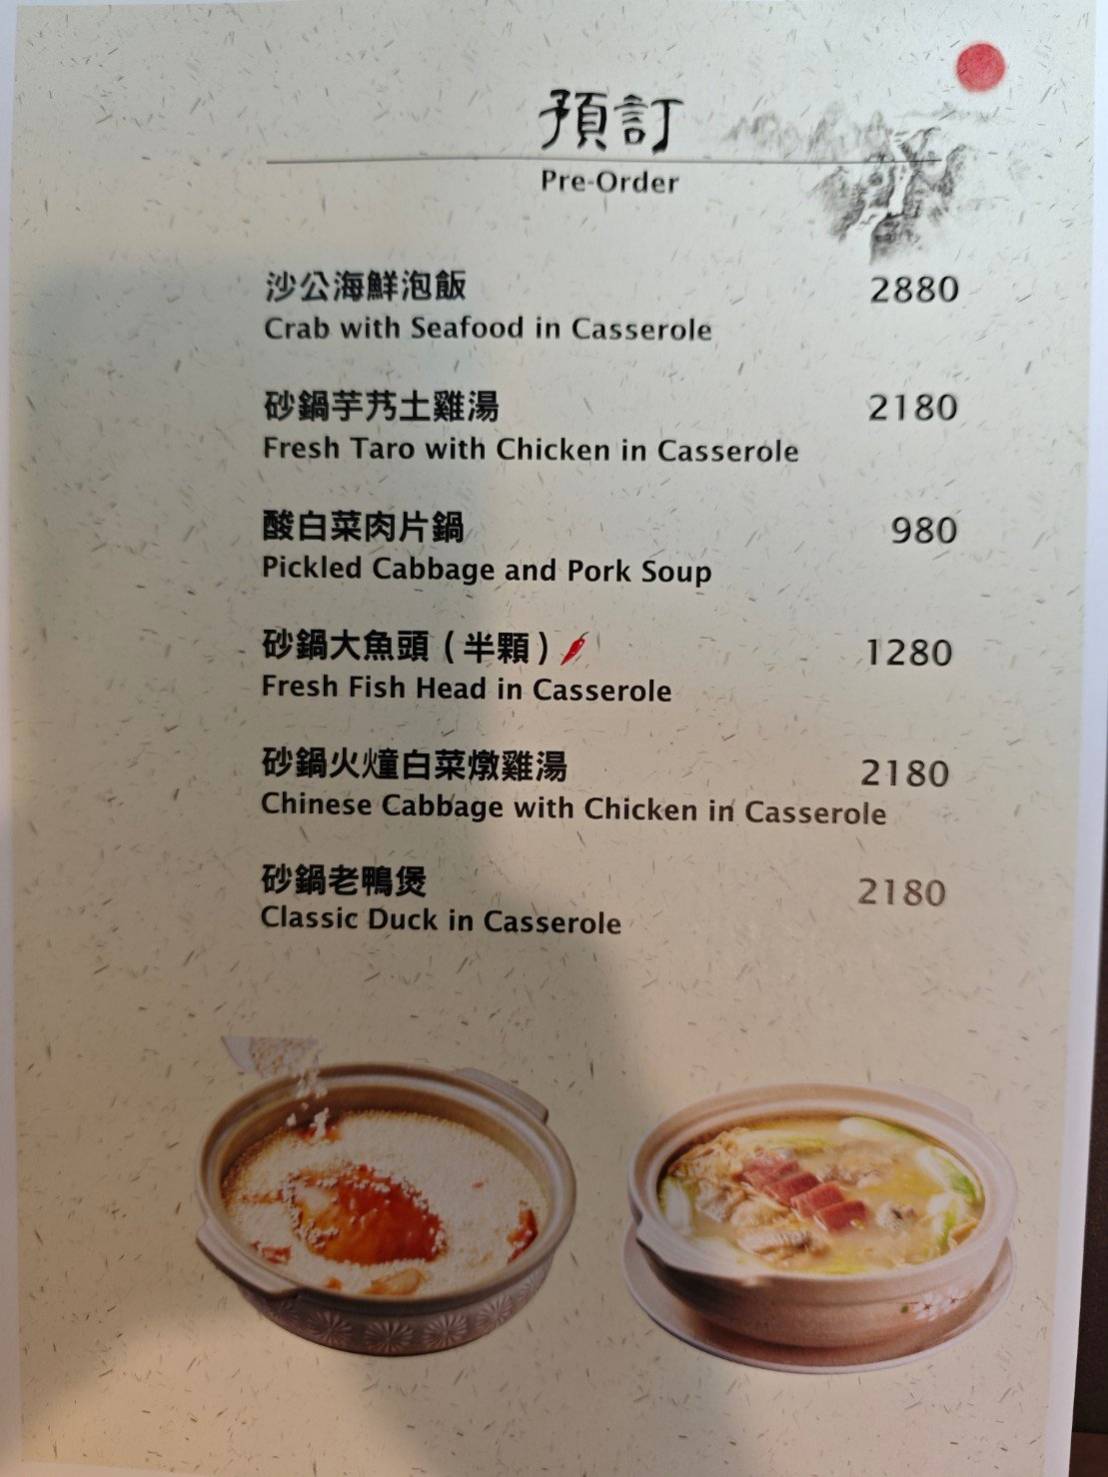 預訂
Pre-Order
沙公海鮮泡飯 2880
Crab with Seafood in Casserole
砂鍋芋艿土雞湯 2180
Fresh Taro with Chicken in Casserole
酸白菜肉片鍋 980
Pickled Cabbage and Pork Soup
砂鍋大魚頭（半顆） 1280
Fresh Fish Head in Casserole
砂鍋火燑白菜燉雞湯 2180
Chinese Cabbage with Chicken in Casserole
砂鍋老鴨煲 2180
Classic Duck in Casserole